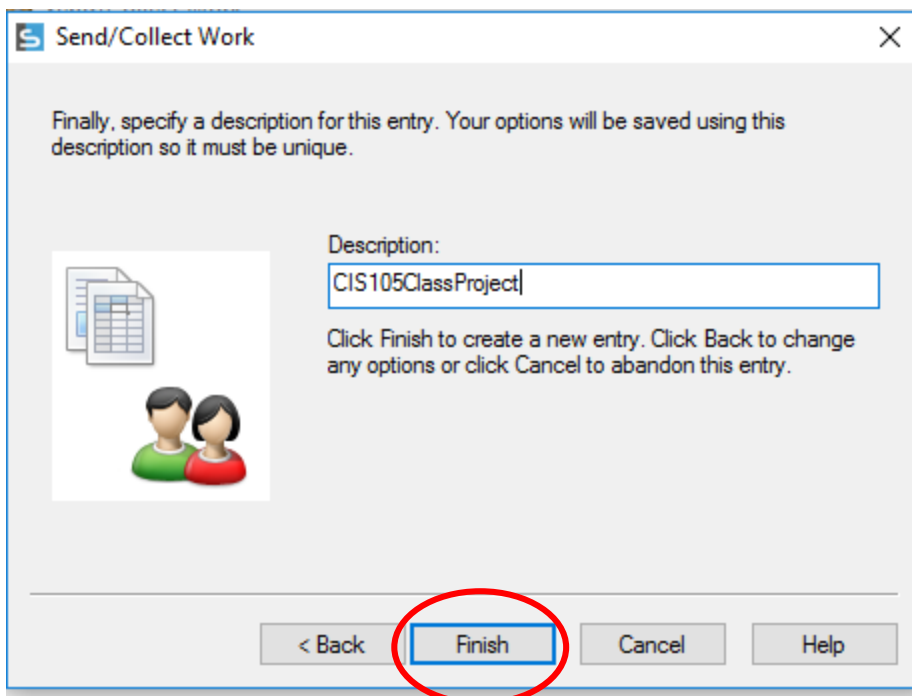 Send/Collect Work
Finally, specify a description for this entry. Your options will be saved using this
description so it must be unique.
Description:
CIS105ClassProject
Click Finish to create a new entry. Click Back to change
any options or click Cancel to abandon this entry.
< Back Finish Cancel Help